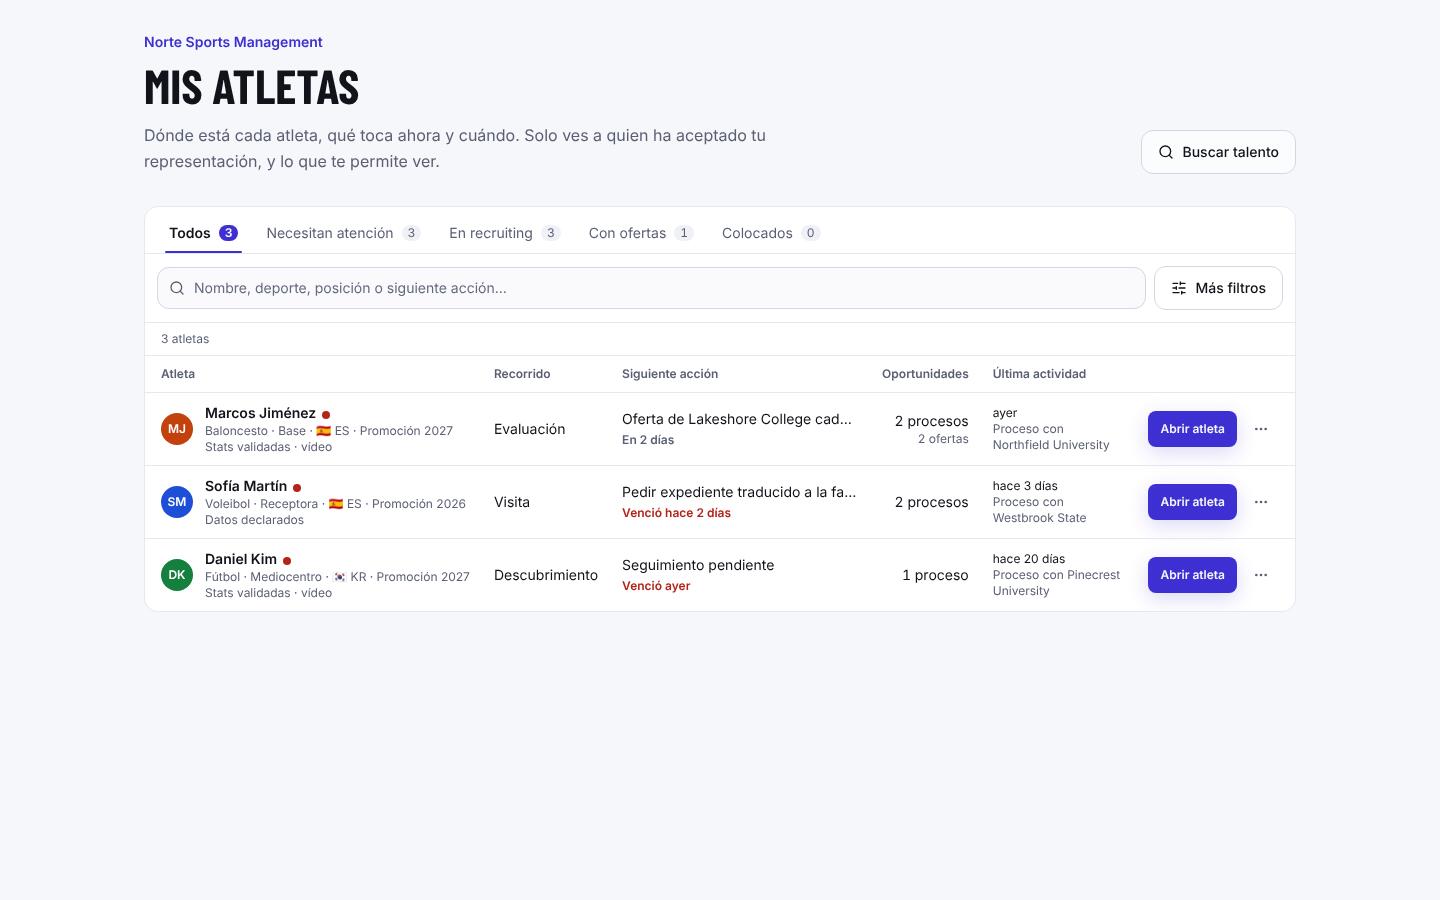 Norte Sports Management
MIS ATLETAS
Dónde está cada atleta, qué toca ahora y cuándo. Solo ves a quien ha aceptado tu
representación, y lo que te permite ver.
Buscar talento
Todos 3 Necesitan atención 3 En recruiting 3 Con ofertas 1 Colocados 0
Nombre, deporte, posición o siguiente acción...
Más filtros
3 atletas
Atleta Recorrido Siguiente acción Oportunidades Última actividad
MJ
Marcos Jiménez
Baloncesto · Base · 🇪🇸 ES · Promoción 2027
Stats validadas · vídeo
Evaluación
Oferta de Lakeshore College cad...
En 2 días
2 procesos
2 ofertas
ayer
Proceso con
Northfield University
Abrir atleta
SM
Sofía Martín
Voleibol · Receptora · 🇪🇸 ES · Promoción 2026
Datos declarados
Visita
Pedir expediente traducido a la fa...
Venció hace 2 días
2 procesos
hace 3 días
Proceso con
Westbrook State
Abrir atleta
DK
Daniel Kim
Fútbol · Mediocentro · 🇰🇷 KR · Promoción 2027
Stats validadas · vídeo
Descubrimiento
Seguimiento pendiente
Venció ayer
1 proceso
hace 20 días
Proceso con Pinecrest
University
Abrir atleta